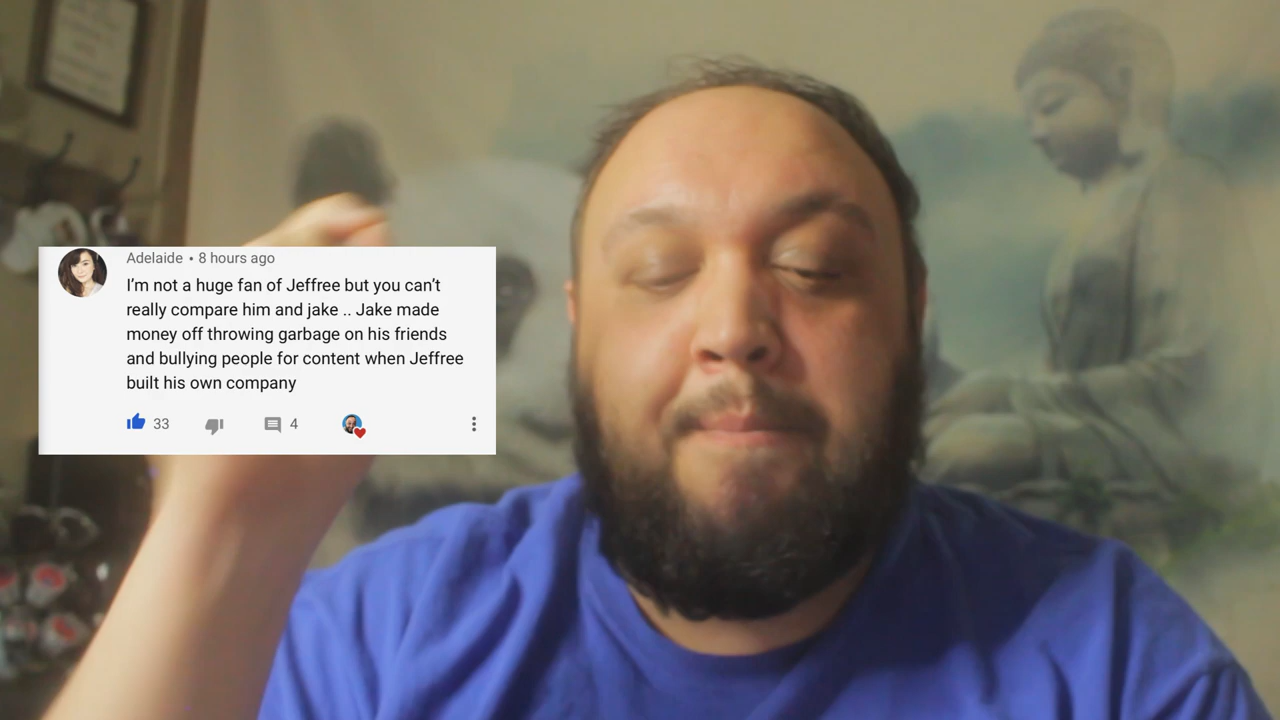 Adelaide • 8 hours ago
I'm not a huge fan of Jeffree but you can't
really compare him and jake .. Jake made
money off throwing garbage on his friends
and bullying people for content when Jeffree
built his own company
33
4